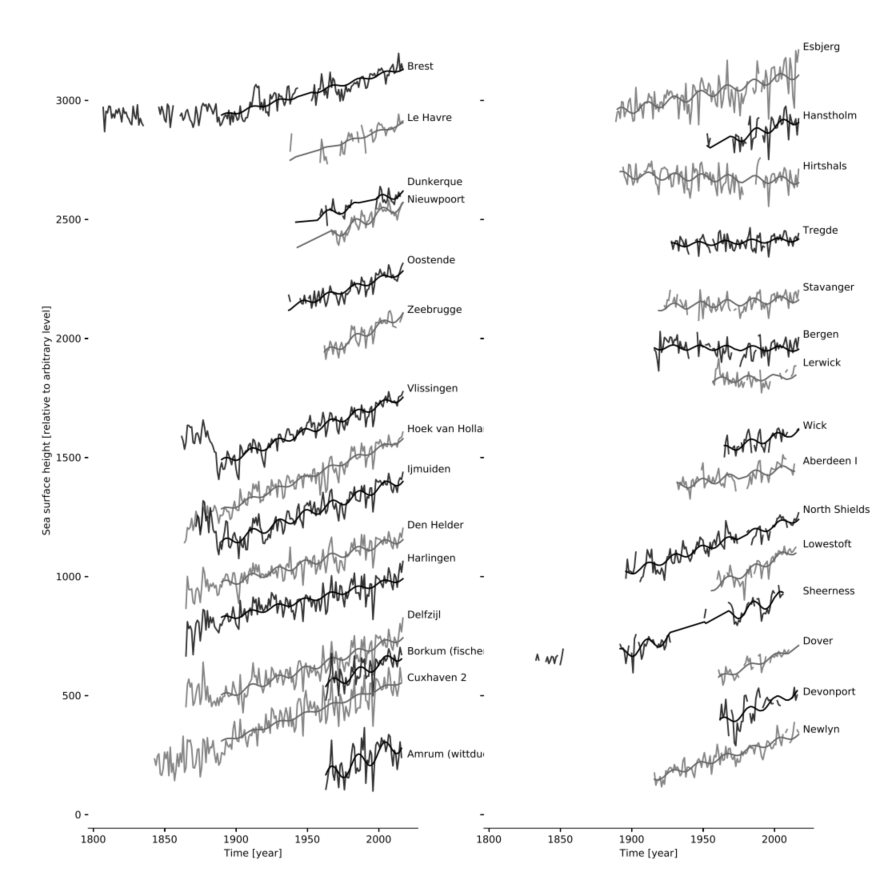 Sea surface height [relative to arbitrary level]
3000
2500
2000
1500
1000
500
0
Brest
Le Havre
Dunkerque
Nieuwpoort
Oostende
Zeebrugge
Vlissingen
Hoek van Holla
Ijmuiden
Den Helder
Harlingen
Delfzijl
Borkum (fische
Cuxhaven 2
Amrum (wittdu
1800 1850 1900 1950 2000
Time [year]
Esbjerg
Hanstholm
Hirtshals
Tregde
Stavanger
Bergen
Lerwick
Wick
Aberdeen I
North Shields
Lowestoft
Sheerness
Dover
Devonport
Newlyn
1800 1850 1900 1950 2000
Time [year]